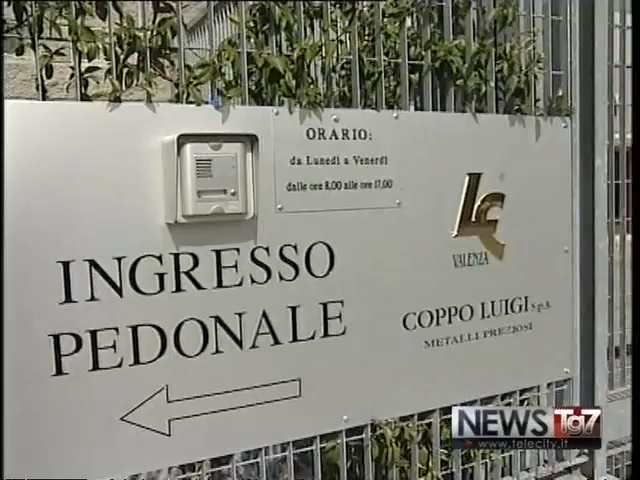 ORARIO:
da Lunedì a Venerdì
dalle ore 8,00 alle ore 17,00
LC
VALENZA
INGRESSO
PEDONALE
COPPO LUIGI s.p.a.
METALLI PREZIOSI
NEWS Tg7
www.telecity.it